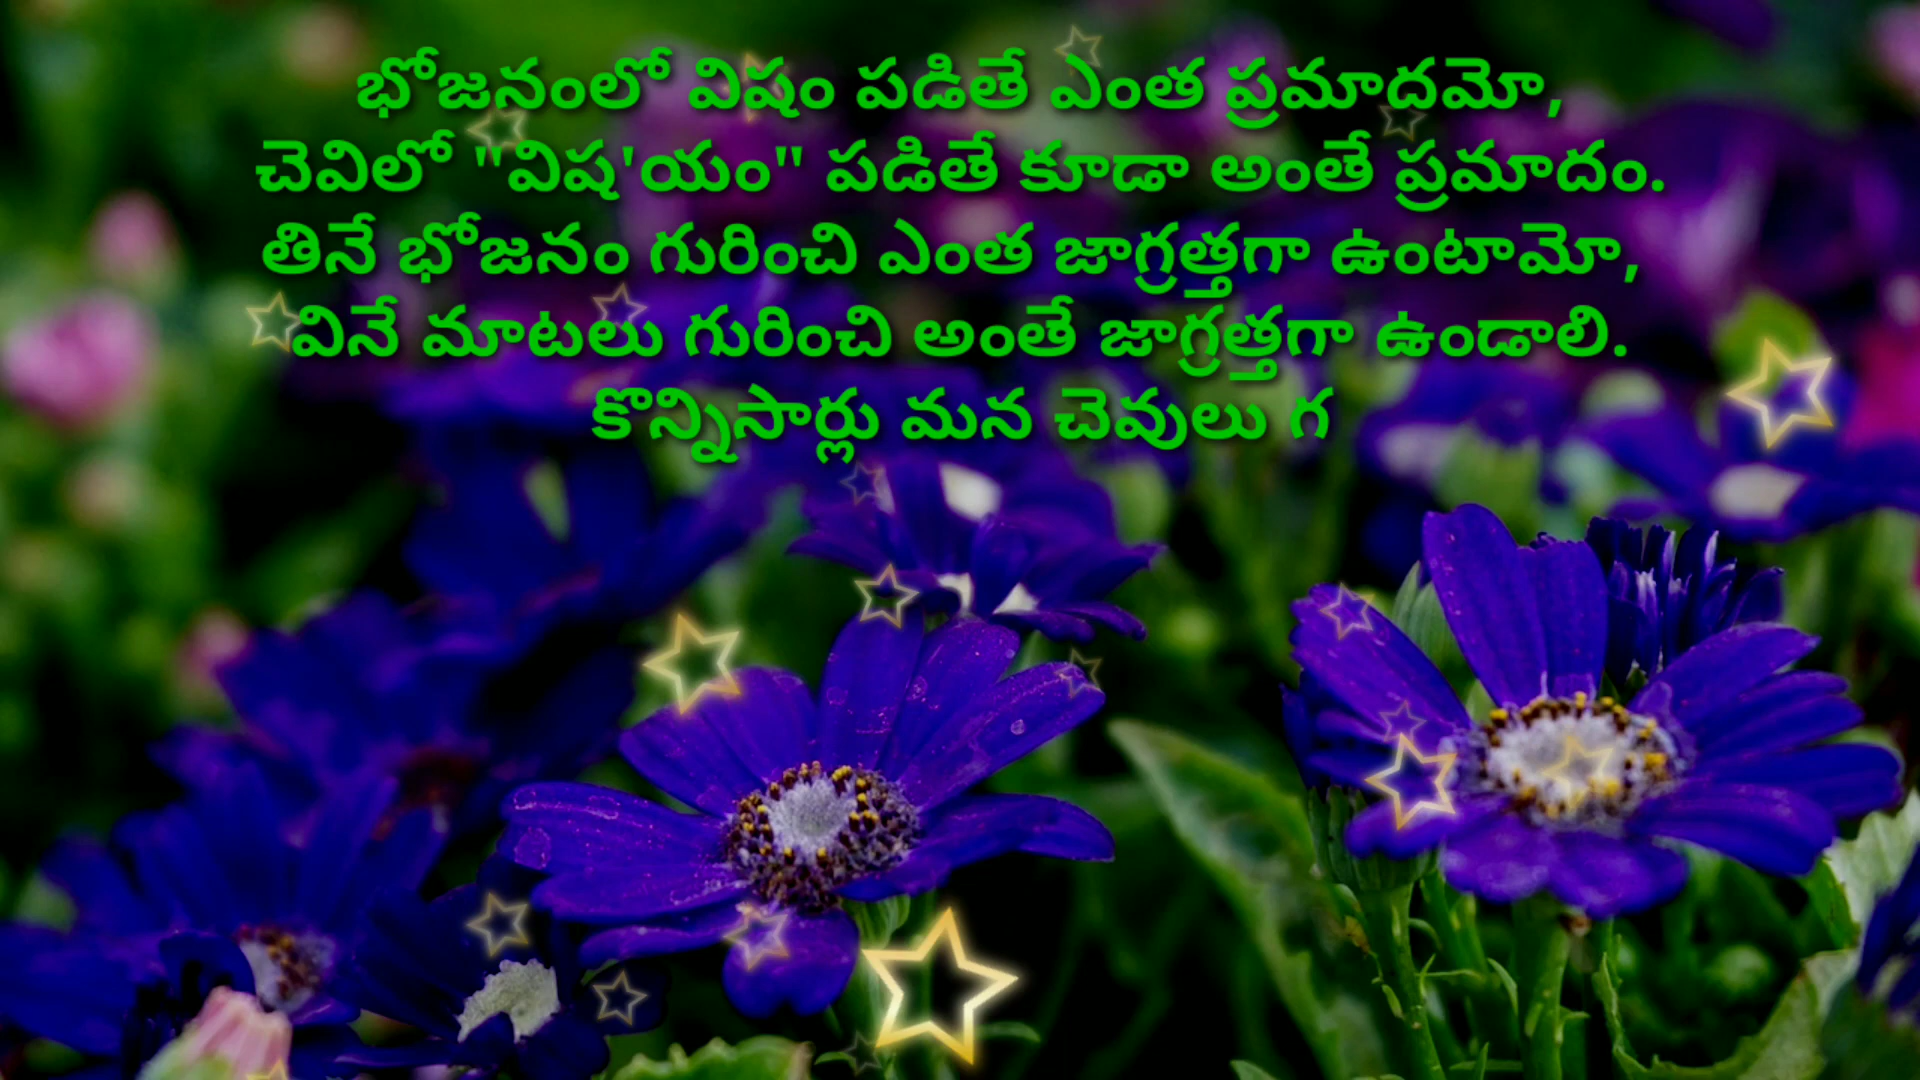 భోజనంలో విషం పడితే ఎంత ప్రమాదమో,
చెవిలో "విష'యం" పడితే కూడా అంతే ప్రమాదం.
తినే భోజనం గురించి ఎంత జాగ్రత్తగా ఉంటామో,
వినే మాటలు గురించి అంతే జాగ్రత్తగా ఉండాలి.
కొన్నిసార్లు మన చెవులు గ